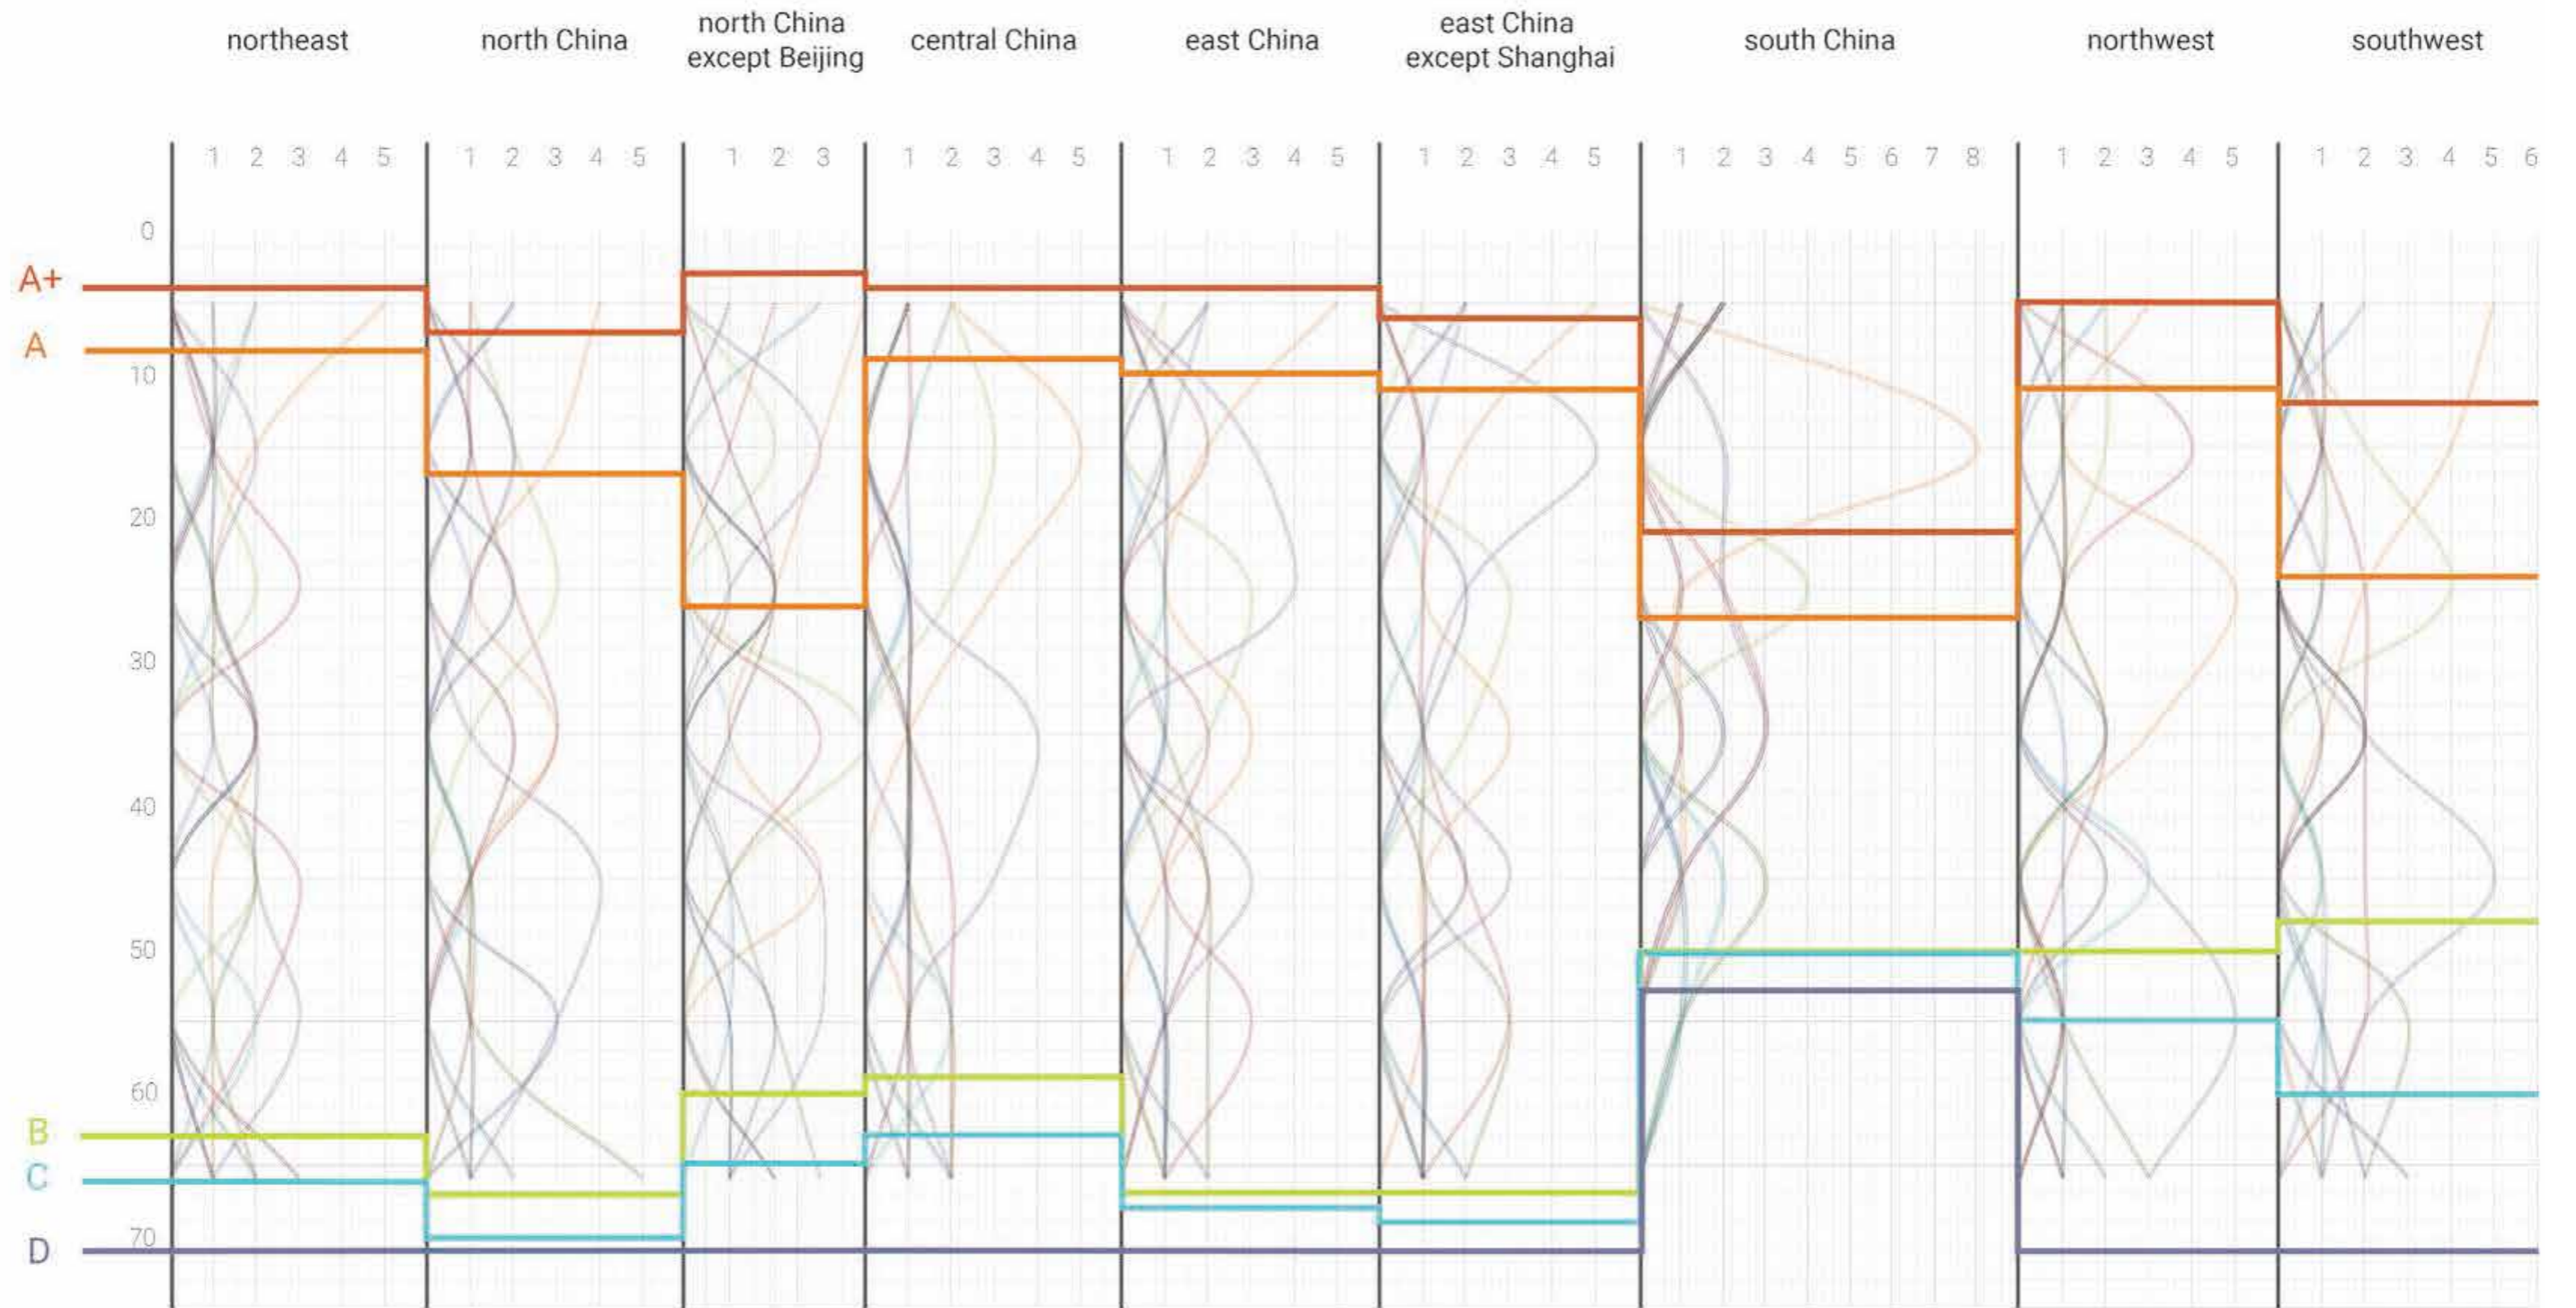 northeast
north China
north China
except Beijing
central China
east China
east China
except Shanghai
south China
northwest
southwest
1 2 3 4 5
1 2 3 4 5
1 2 3
1 2 3 4 5
1 2 3 4 5
1 2 3 4 5
1 2 3 4 5 6 7 8
1 2 3 4 5
1 2 3 4 5 6
0
A+
A
10
20
30
40
50
60
B
C
70
D